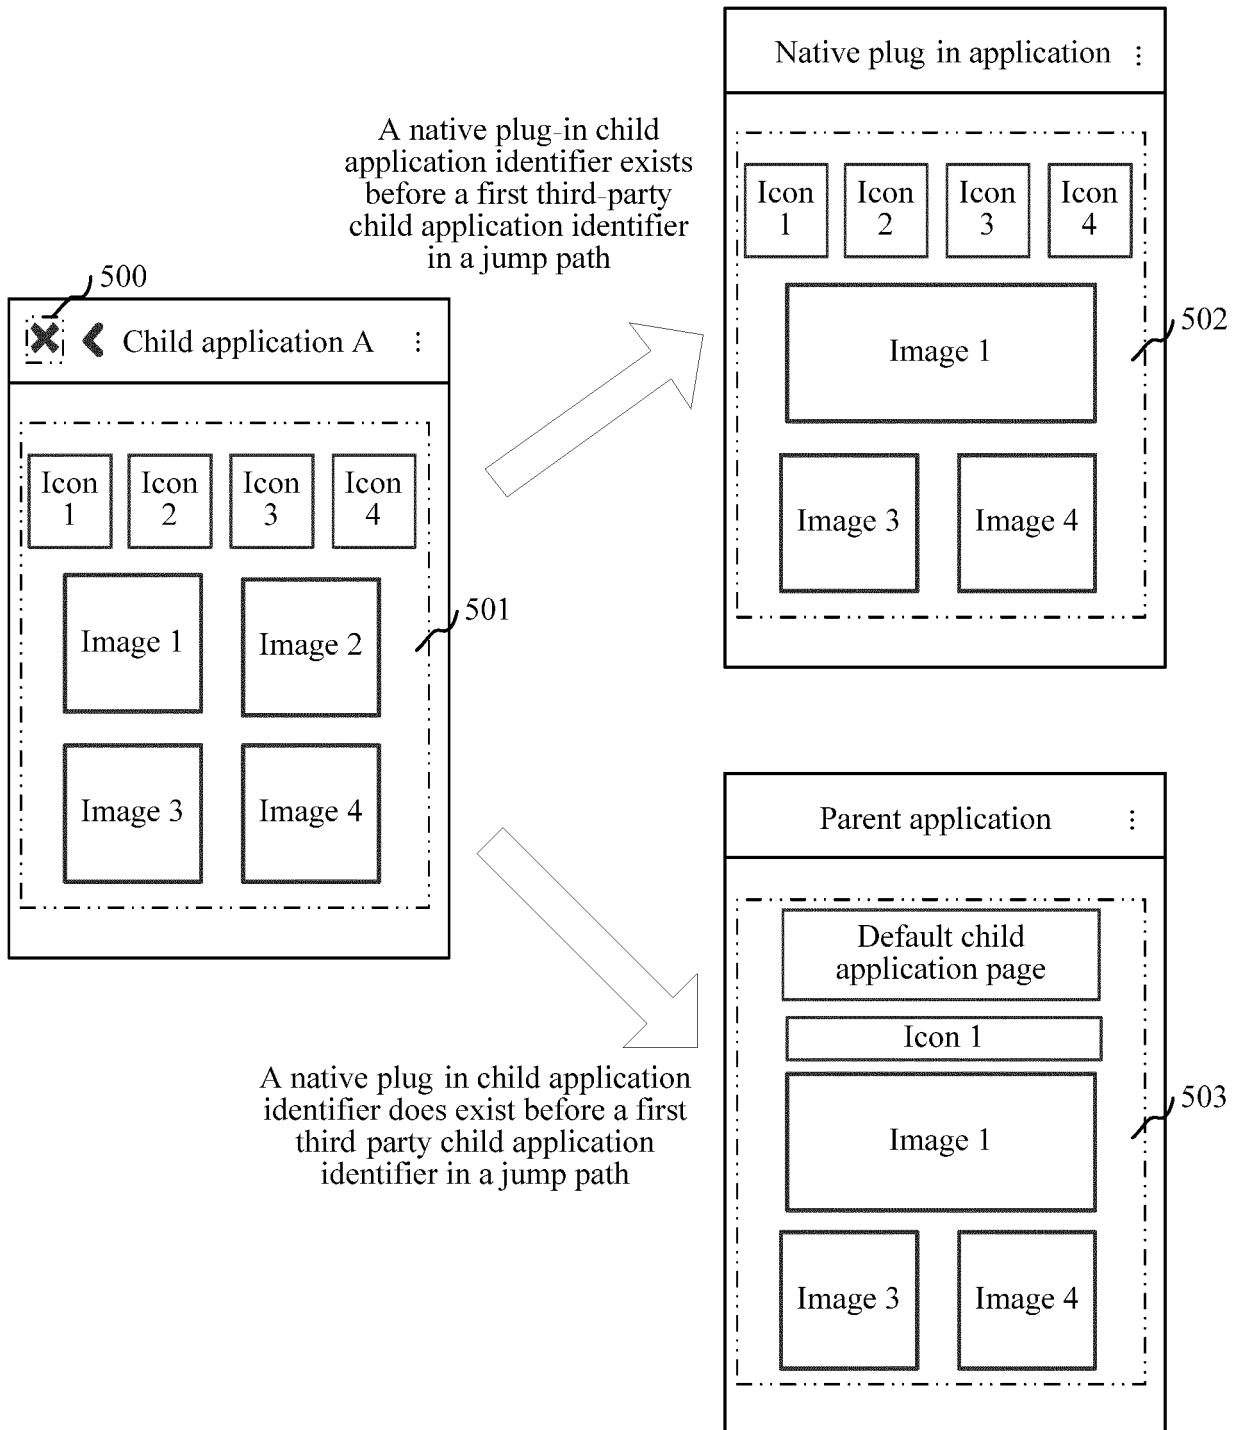 Native plug in application
A native plug-in child
application identifier exists
before a first third-party
child application identifier
in a jump path
Icon
1
Icon
2
Icon
3
Icon
4
Image 1
502
Image 3
Image 4
500
Child application A
Icon
1
Icon
2
Icon
3
Icon
4
501
Image 1
Image 2
Image 3
Image 4
A native plug in child application
identifier does exist before a first
third party child application
identifier in a jump path
Parent application
Default child
application page
Icon 1
Image 1
503
Image 3
Image 4